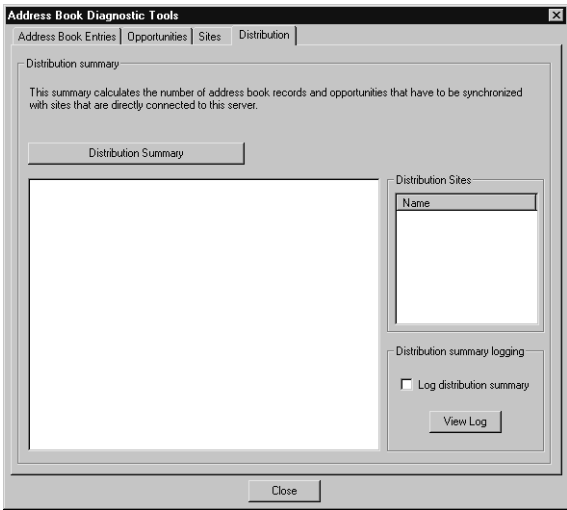 Address Book Diagnostic Tools
Address Book Entries Opportunities Sites Distribution
Distribution summary
This summary calculates the number of address book records and opportunities that have to be synchronized
with sites that are directly connected to this server.
Distribution Summary
Distribution Sites
Name
Distribution summary logging
Log distribution summary
View Log
Close